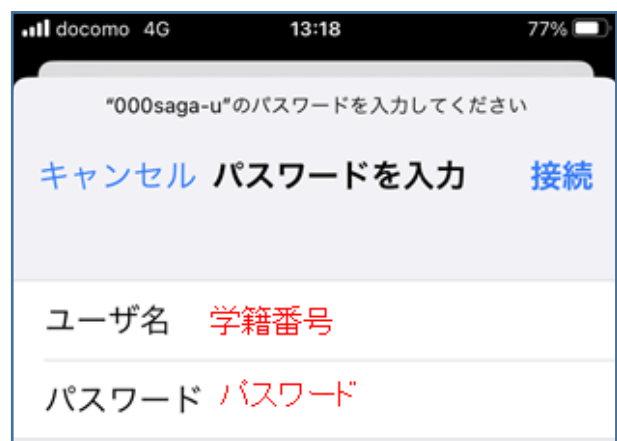 docomo 4G 13:18 77%
"000saga-u"のパスワードを入力してください
キャンセル パスワードを入力 接続
ユーザ名 学籍番号
パスワード パスワード